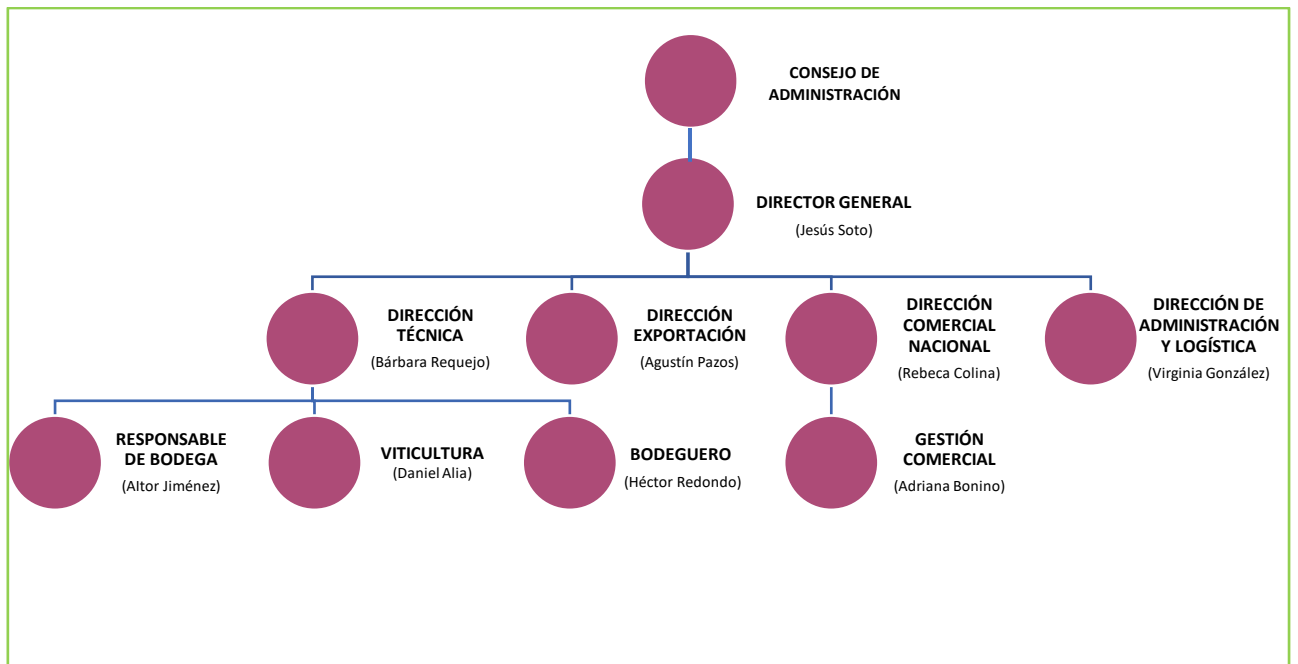 CONSEJO DE
ADMINISTRACIÓN
DIRECTOR GENERAL
(Jesús Soto)
DIRECCIÓN
TÉCNICA
(Bárbara Requejo)
DIRECCIÓN
EXPORTACIÓN
(Agustín Pazos)
DIRECCIÓN
COMERCIAL
NACIONAL
(Rebeca Colina)
DIRECCIÓN DE
ADMINISTRACIÓN
Y LOGÍSTICA
(Virginia González)
RESPONSABLE
DE BODEGA
(AItor Jiménez)
VITICULTURA
(Daniel Alia)
BODEGUERO
(Héctor Redondo)
GESTIÓN
COMERCIAL
(Adriana Bonino)